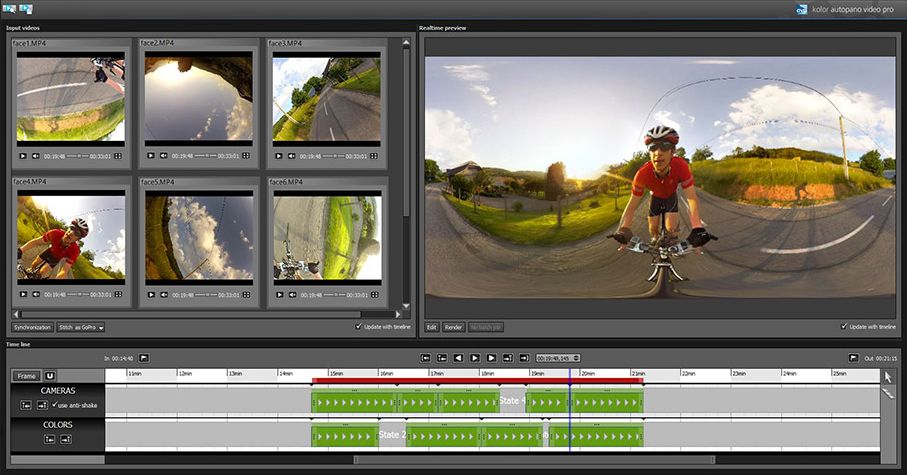 kolor autopano video pro
Input videos
Realtime preview
face1.MP4
face2.MP4
face3.MP4
00:19:48 00:33:01
00:19:48 00:33:01
00:19:48 00:33:01
face4.MP4
face5.MP4
face6.MP4
00:19:48 00:33:01
00:19:48 00:33:01
00:19:48 00:33:01
Synchronization
Stitch as GoPro
Update with timeline
Edit
Render
No batch job
Update with timeline
Time line
In 00:14:40
00:19:48,145
Out 00:21:15
Frame
11min 12min 13min 14min 15min 16min 17min 18min 19min 20min 21min 22min 23min 24min 25min
CAMERAS
use anti-shake
State 4
COLORS
State 2